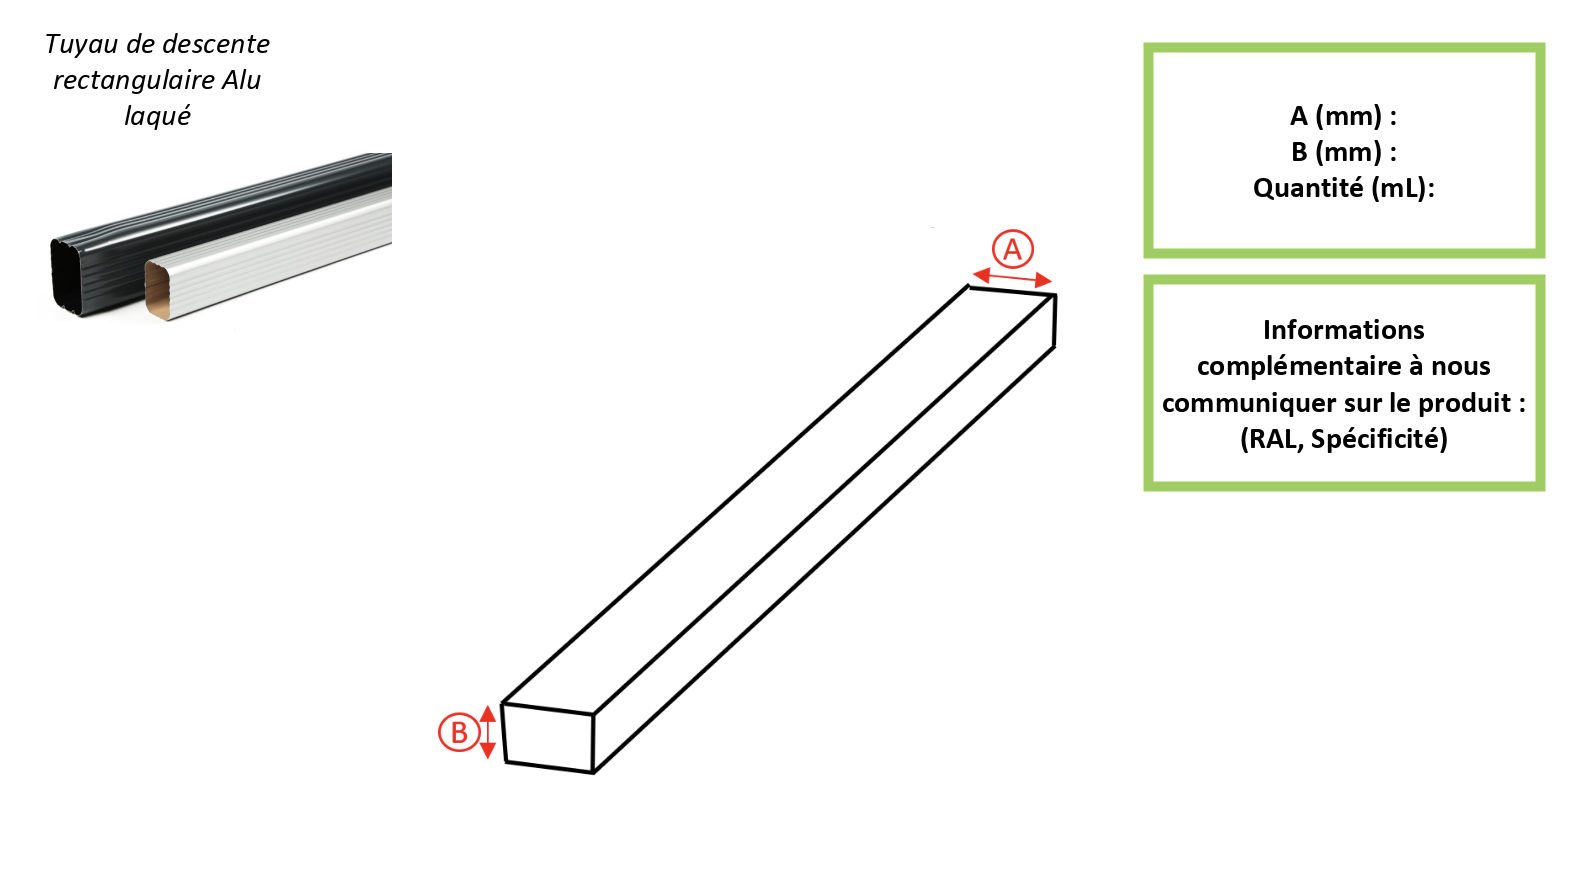 Tuyau de descente
rectangulaire Alu
laqué
A (mm) :
B (mm) :
Quantité (mL):
A
Informations
complémentaire à nous
communiquer sur le produit :
(RAL, Spécificité)
B